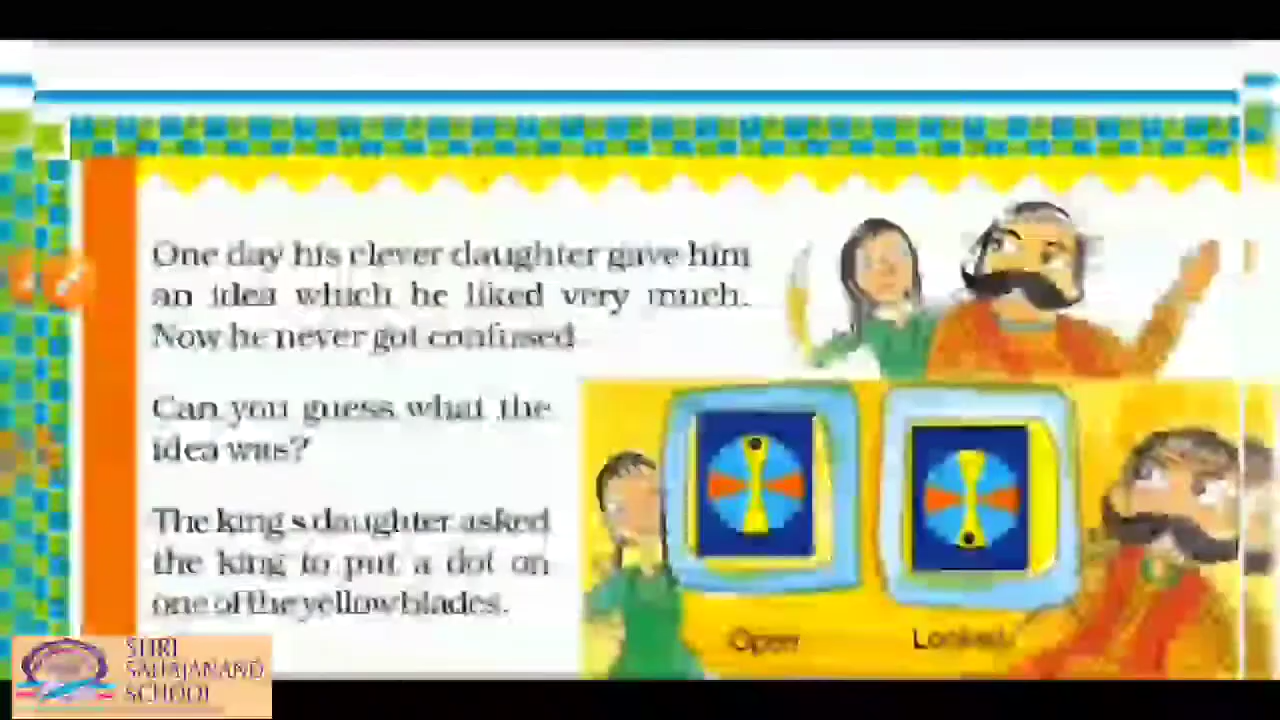 One day his clever daughter gave him
an idea which he liked very much.
Now he never got confused
Can you guess what the
idea was?
The king s daughter asked
the king to put a dot on
one of the yellow blades.
Open
Locked
SHRI
SAHAJANAND
SCHOOL